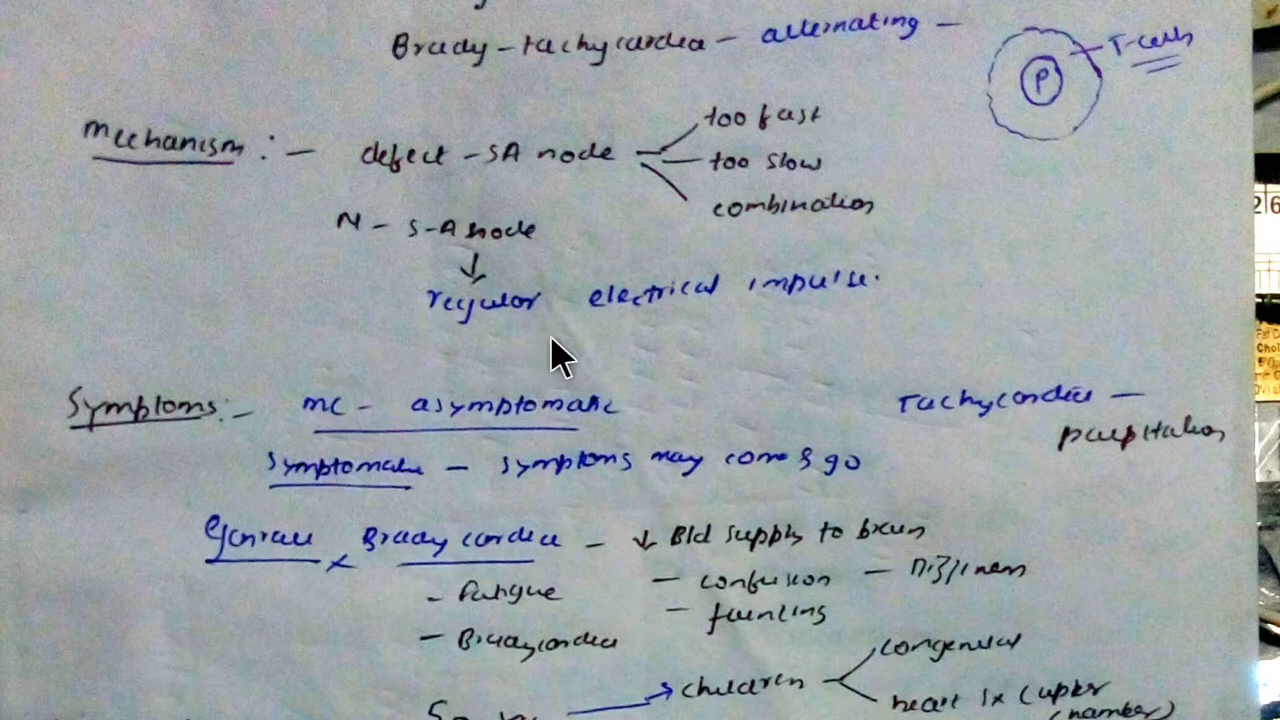 Brady-tachycardia - alternating -
P
T-cells
mechanism :- defect - SA node
too fast
too slow
combination
N - S-A node
↓
regular electrical impulse.
Symptoms:- mc - asymptomatic
Tachycardia -
palpitation
symptomatic - symptoms may come & go
Bradycardia - ↓ Bld supply to brain
- Fatigue
- confusion - Dizziness
- fainting
- Bradycardia
→ children
congenital
heart Sx (upper
chamber)
26